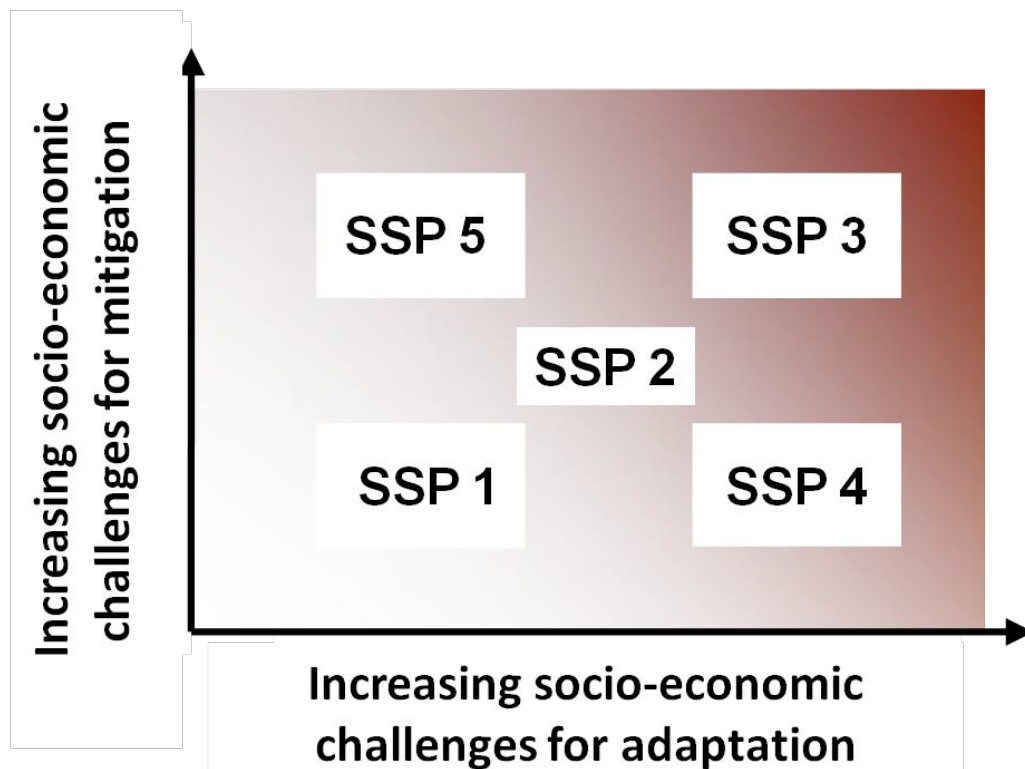 Increasing socio-economic
challenges for mitigation
SSP 5
SSP 3
SSP 2
SSP 1
SSP 4
Increasing socio-economic
challenges for adaptation